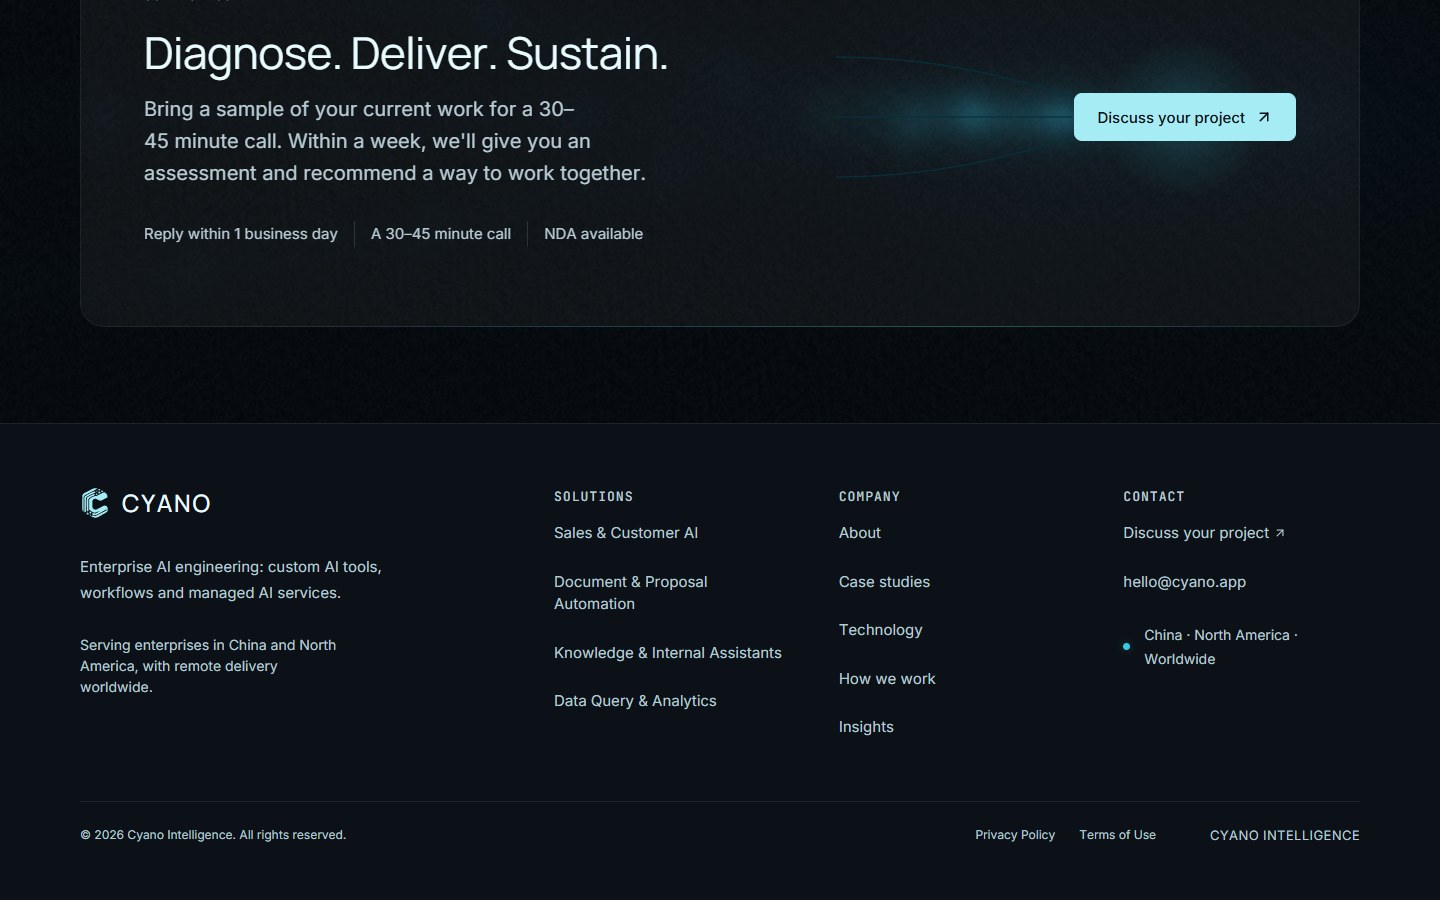 Diagnose. Deliver. Sustain.
Bring a sample of your current work for a 30–
45 minute call. Within a week, we'll give you an
assessment and recommend a way to work together.
Discuss your project
Reply within 1 business day
A 30–45 minute call
NDA available
CYANO
Enterprise AI engineering: custom AI tools,
workflows and managed AI services.
Serving enterprises in China and North
America, with remote delivery
worldwide.
SOLUTIONS
Sales & Customer AI
Document & Proposal
Automation
Knowledge & Internal Assistants
Data Query & Analytics
COMPANY
About
Case studies
Technology
How we work
Insights
CONTACT
Discuss your project ↗
hello@cyano.app
China · North America ·
Worldwide
© 2026 Cyano Intelligence. All rights reserved.
Privacy Policy
Terms of Use
CYANO INTELLIGENCE